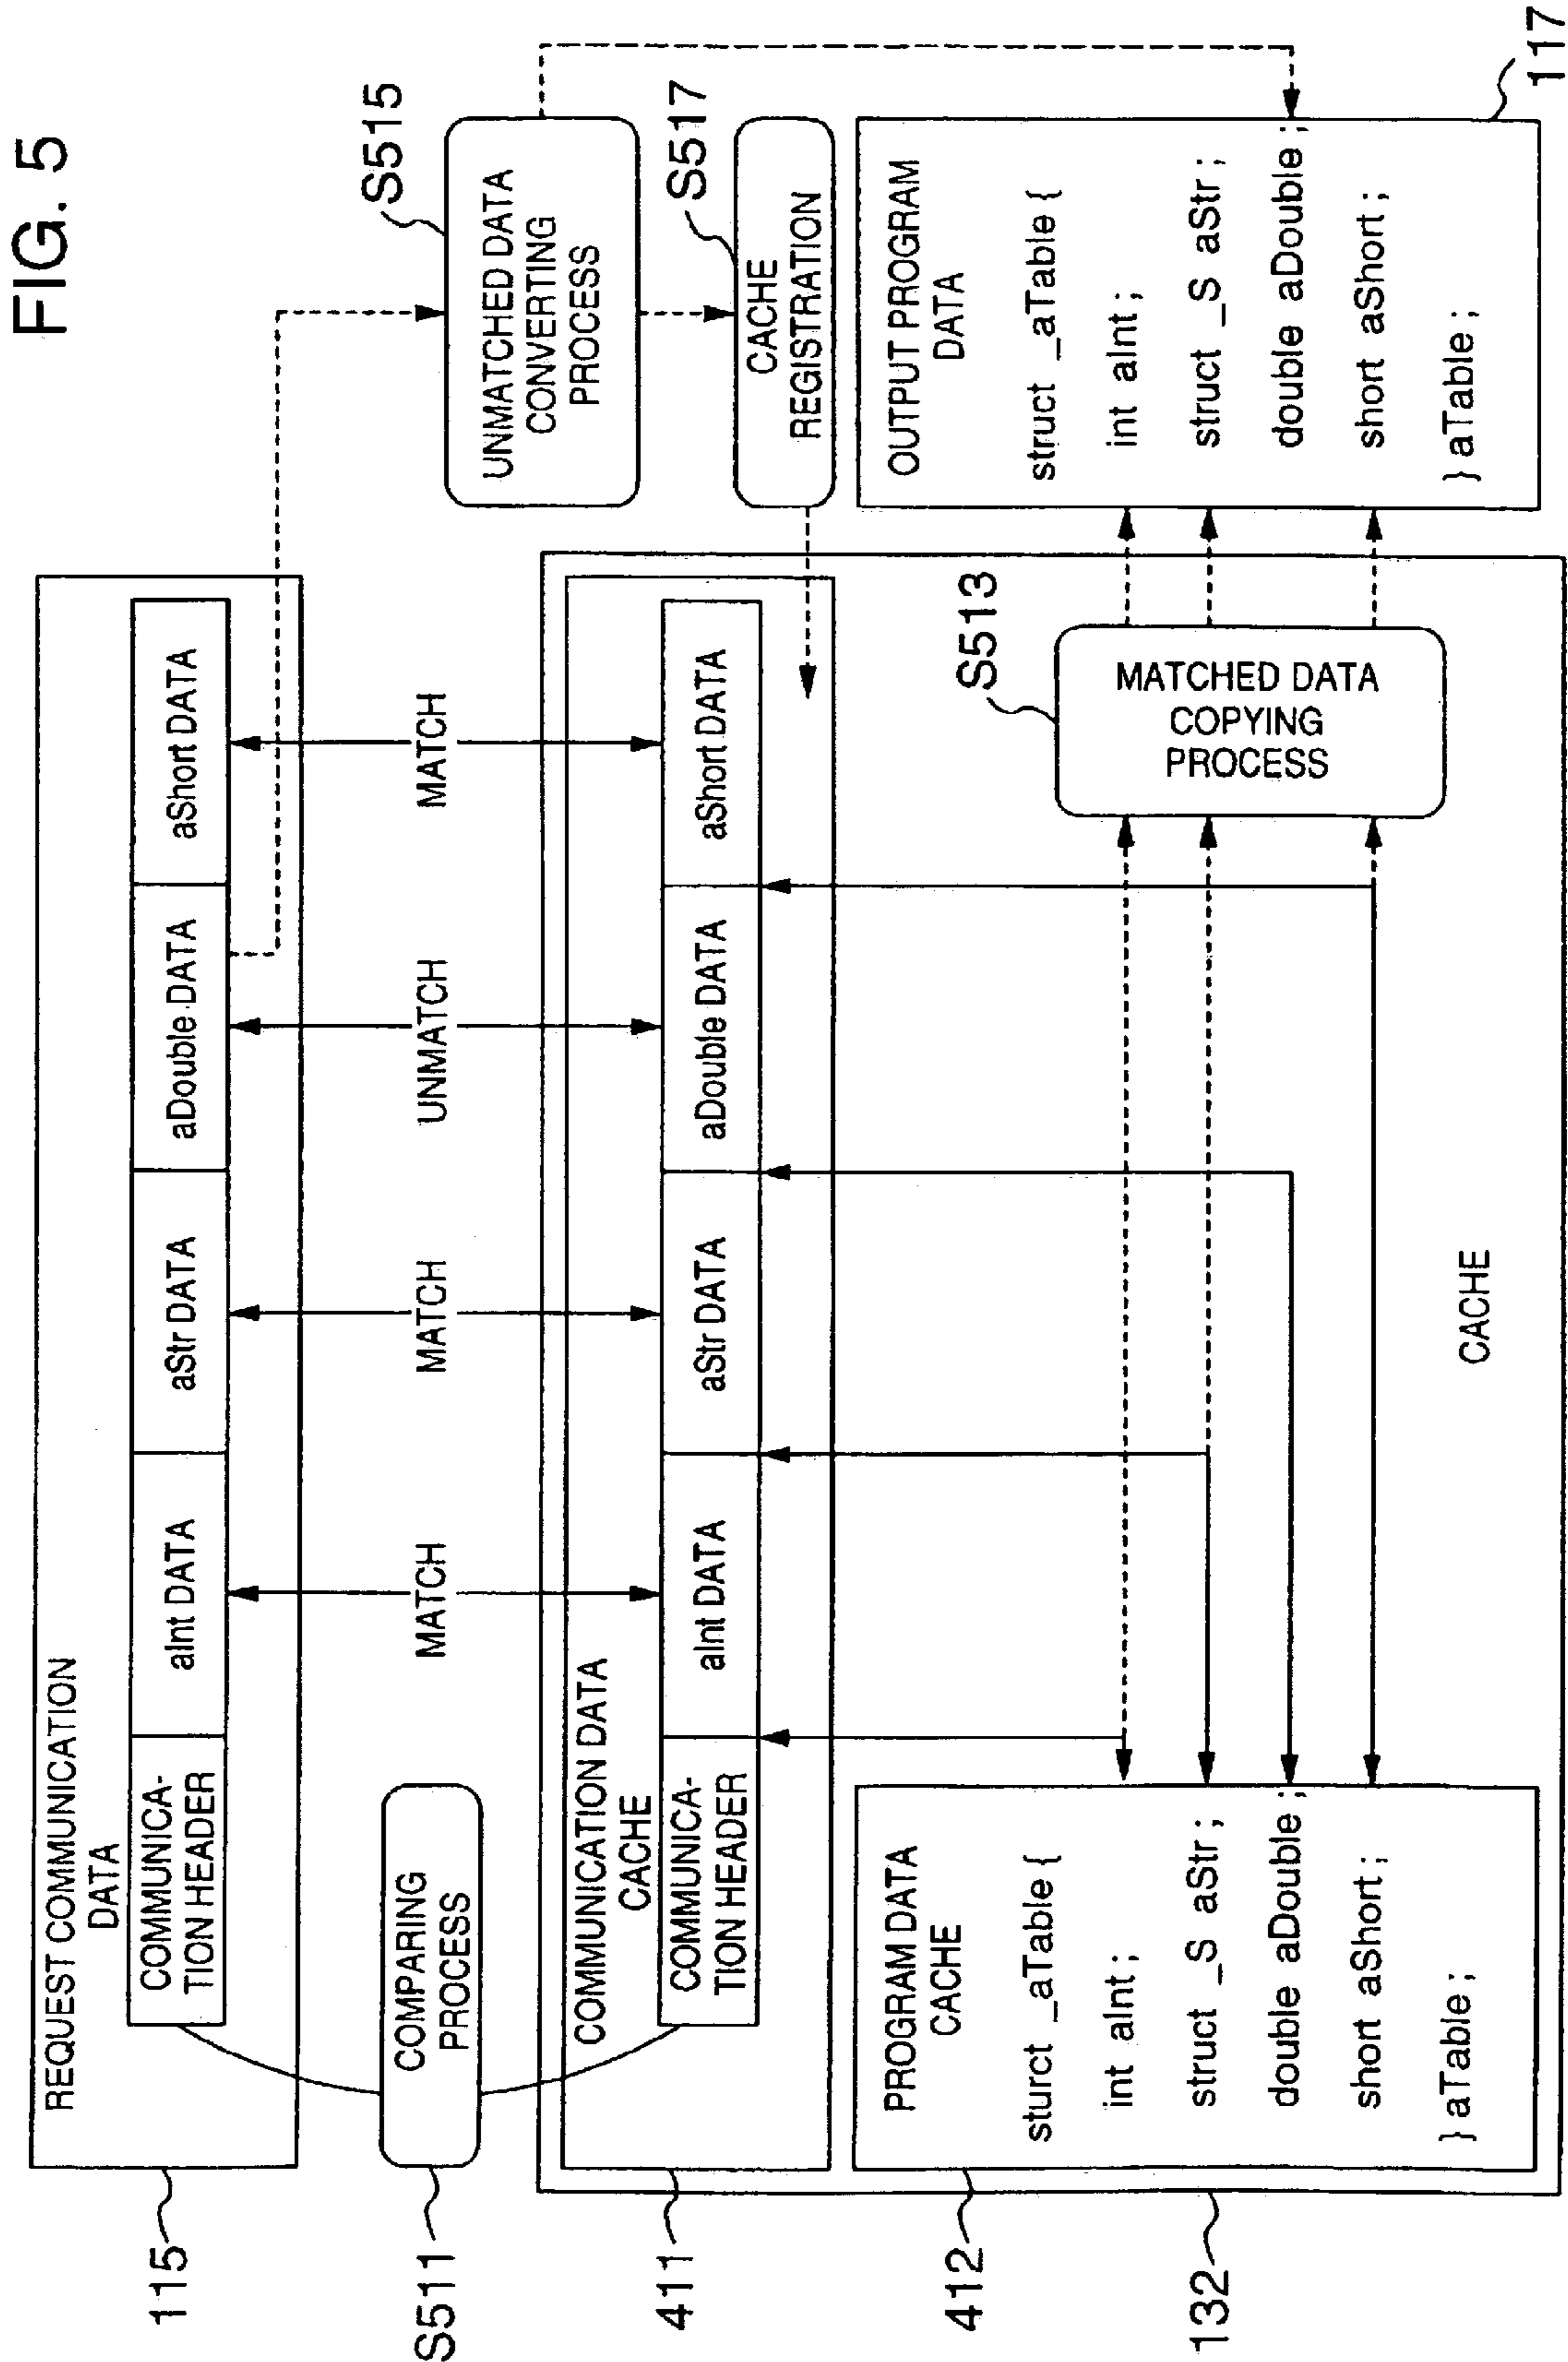 FIG. 5
REQUEST COMMUNICATION
DATA
COMMUNICA-
TION HEADER
aInt DATA
aStr DATA
aDouble DATA
aShort DATA
115
S511
COMPARING
PROCESS
MATCH
MATCH
UNMATCH
MATCH
S515
UNMATCHED DATA
CONVERTING
PROCESS
411
COMMUNICATION DATA
CACHE
COMMUNICA-
TION HEADER
aInt DATA
aStr DATA
aDouble DATA
aShort DATA
S517
CACHE
REGISTRATION
412
PROGRAM DATA
CACHE
sturct _aTable {
int aInt ;
struct _S aStr ;
double aDouble ;
short aShort ;
} aTable ;
S513
MATCHED DATA
COPYING
PROCESS
OUTPUT PROGRAM
DATA
struct _aTable {
int aInt ;
struct _S aStr ;
double aDouble ;
short aShort ;
} aTable ;
117
132
CACHE